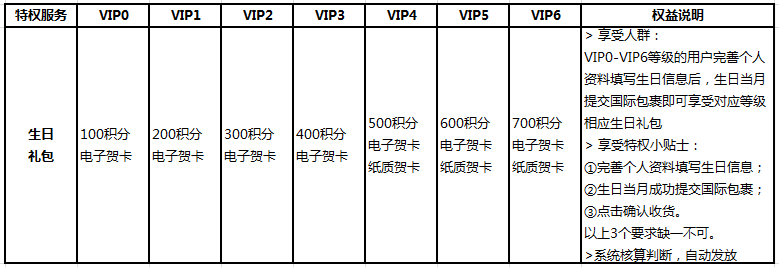 特权服务 VIP0 VIP1 VIP2 VIP3 VIP4 VIP5 VIP6 权益说明
生日
礼包
100积分
电子贺卡
200积分
电子贺卡
300积分
电子贺卡
400积分
电子贺卡
500积分
电子贺卡
纸质贺卡
600积分
电子贺卡
纸质贺卡
700积分
电子贺卡
纸质贺卡
> 享受人群：
VIP0-VIP6等级的用户完善个人
资料填写生日信息后，生日当月
提交国际包裹即可享受对应等级
相应生日礼包
> 享受特权小贴士：
①完善个人资料填写生日信息；
②生日当月成功提交国际包裹；
③点击确认收货。
以上3个要求缺一不可。
>系统核算判断，自动发放